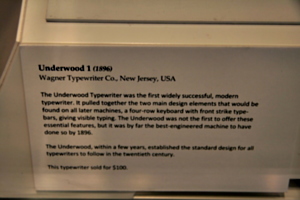 Underwood 1 (1896)
Wagner Typewriter Co., New Jersey, USA
The Underwood Typewriter was the first widely successful, modern
typewriter. It pulled together the two main design elements that would be
found on all later machines, a four-row keyboard with front strike type-
bars, giving visible typing. The Underwood was not the first to offer these
essential features, but it was by far the best-engineered machine to have
done so by 1896.
The Underwood, within a few years, established the standard design for all
typewriters to follow in the twentieth century.
This typewriter sold for $100.